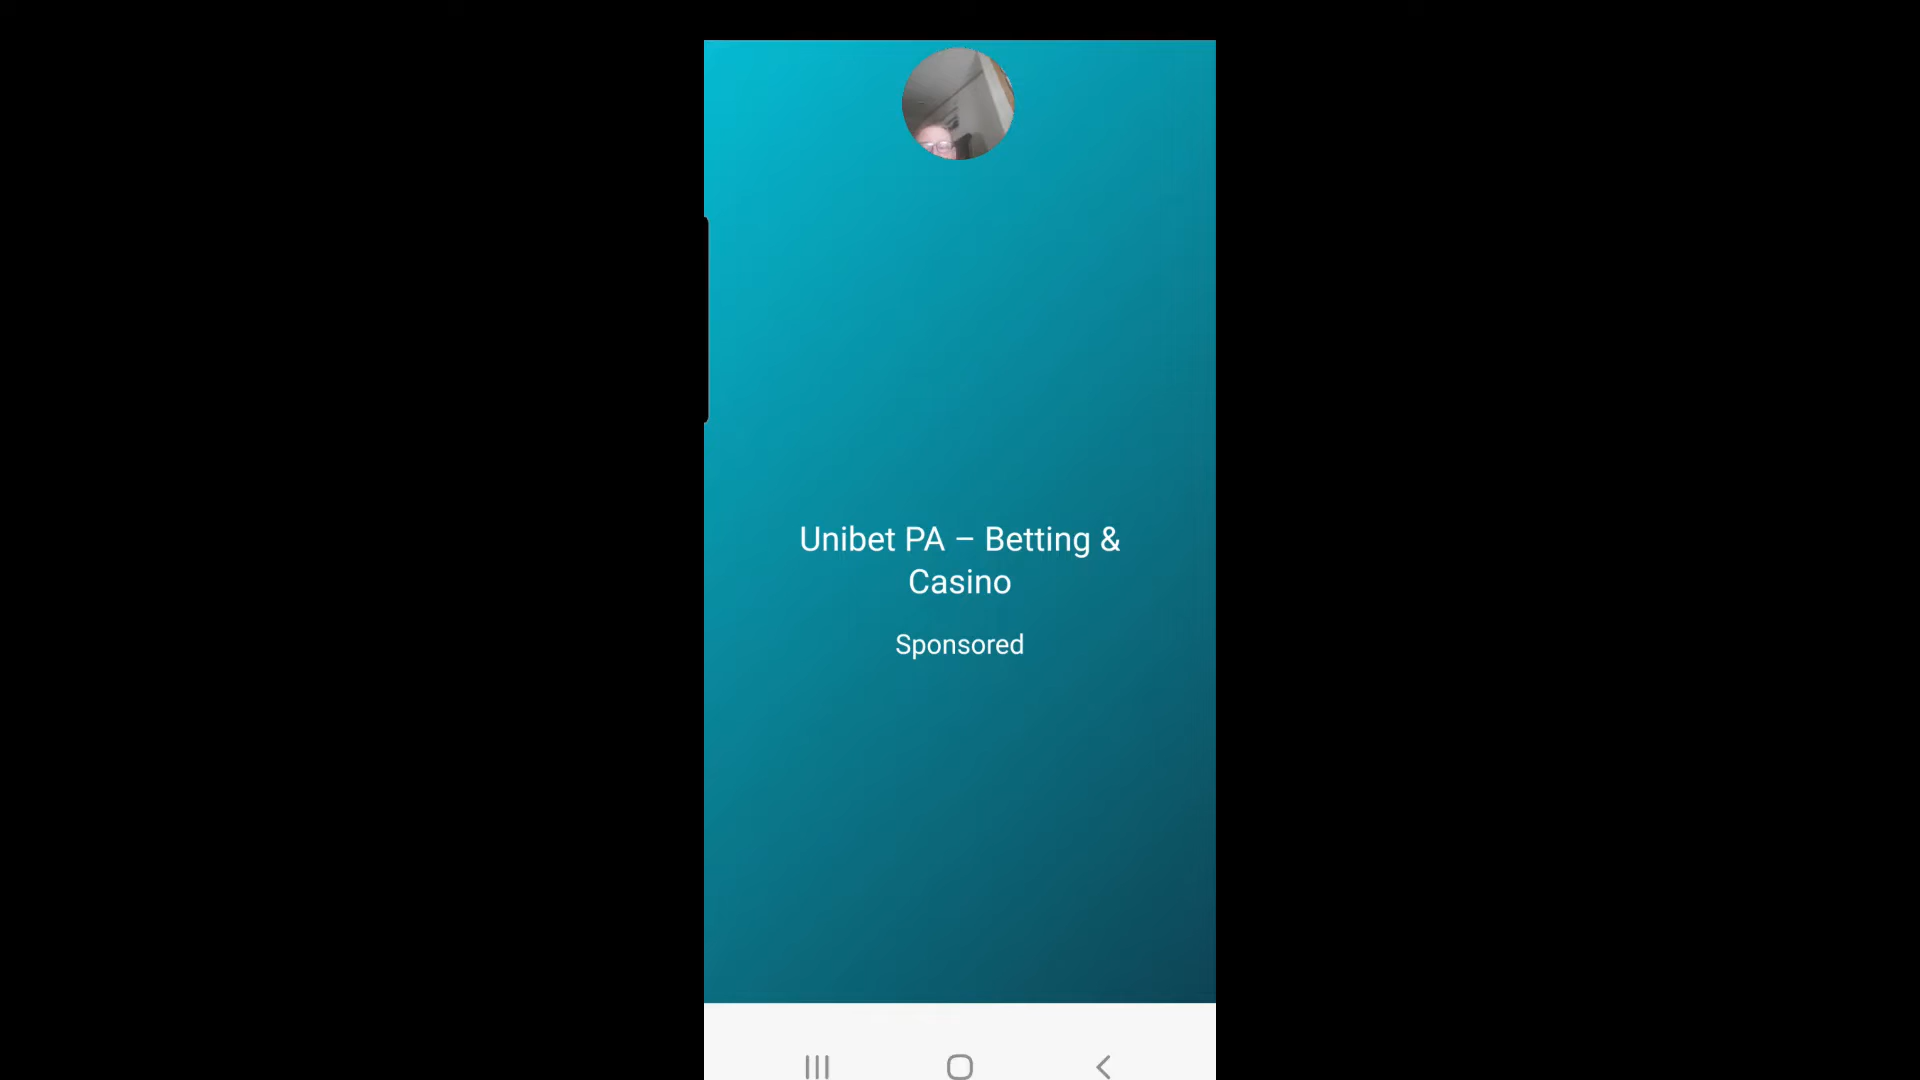 Unibet PA – Betting &
Casino
Sponsored